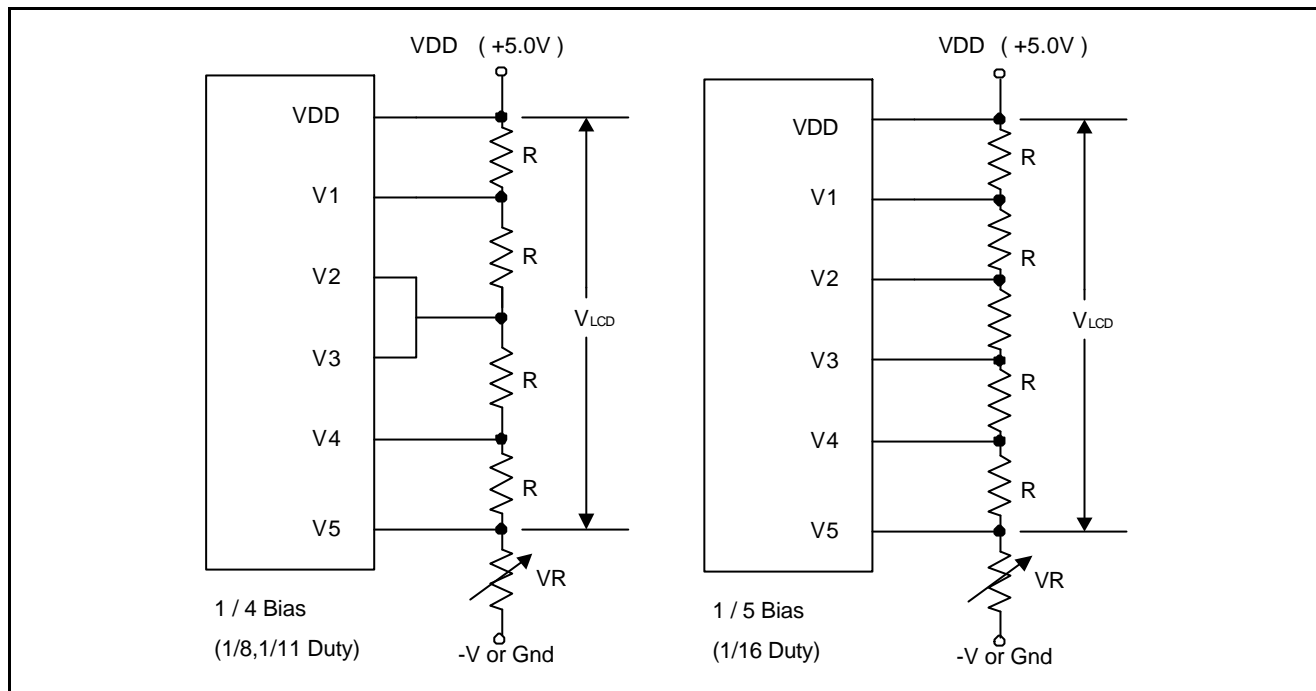 VDD ( +5.0V )
VDD
R
V1
R
V2
VLCD
V3
R
V4
R
V5
VR
1 / 4 Bias
(1/8,1/11 Duty)
-V or Gnd
VDD ( +5.0V )
VDD
R
V1
R
V2
VLCD
V3
R
V4
R
V5
VR
1 / 5 Bias
(1/16 Duty)
-V or Gnd